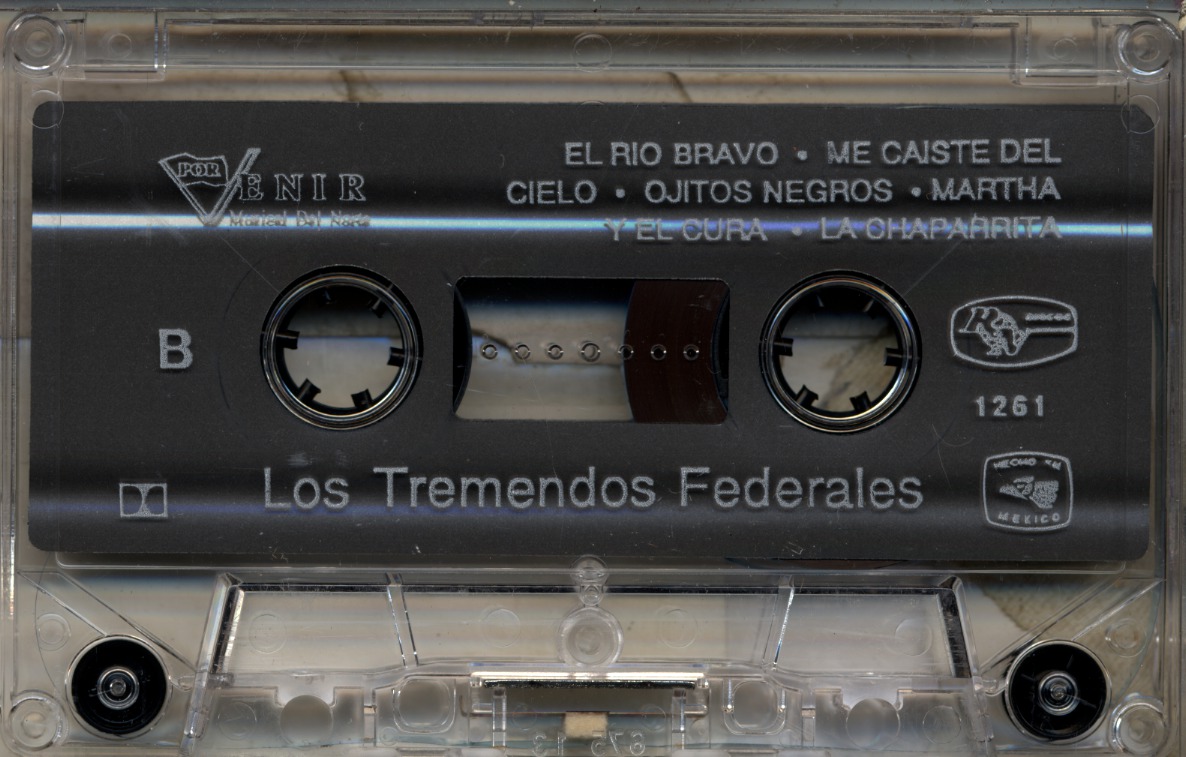 POR
VENIR
Musical Del Norte
EL RIO BRAVO • ME CAISTE DEL
CIELO • OJITOS NEGROS • MARTHA
Y EL CURA • LA CHAPARRITA
B
1261
Los Tremendos Federales
HECHO EN
MEXICO